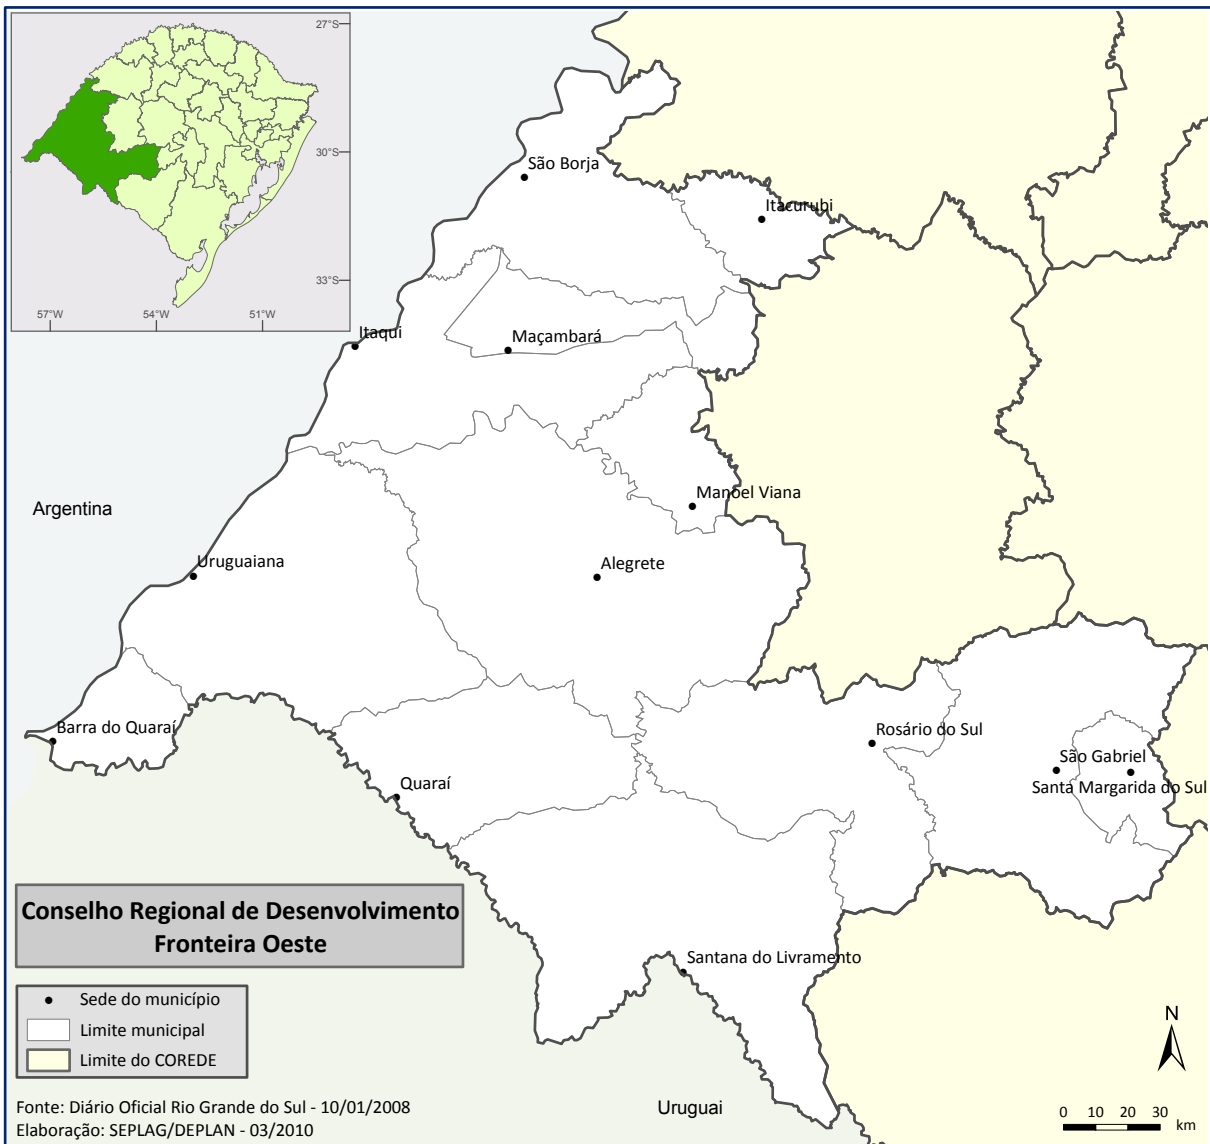 27°S
30°S
33°S
57°W
54°W
51°W
São Borja
Itacurubi
Itaqui
Maçambará
Argentina
Manoel Viana
Uruguaiana
Alegrete
Barra do Quaraí
Rosário do Sul
Quaraí
São Gabriel
Santa Margarida do Sul
Santana do Livramento
Conselho Regional de Desenvolvimento
Fronteira Oeste
Sede do município
Limite municipal
Limite do COREDE
Fonte: Diário Oficial Rio Grande do Sul - 10/01/2008
Elaboração: SEPLAG/DEPLAN - 03/2010
Uruguai
N
0 10 20 30
km